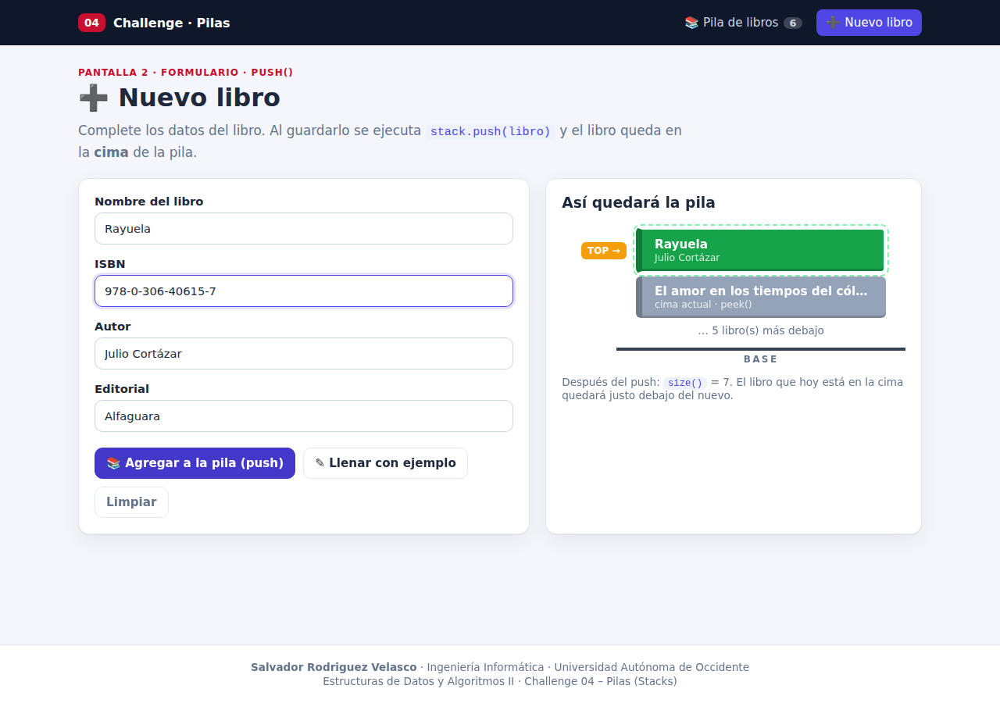 04 Challenge · Pilas
📚 Pila de libros 6
➕ Nuevo libro
PANTALLA 2 · FORMULARIO · PUSH()
➕ Nuevo libro
Complete los datos del libro. Al guardarlo se ejecuta stack.push(libro) y el libro queda en
la cima de la pila.
Nombre del libro
Rayuela
ISBN
978-0-306-40615-7
Autor
Julio Cortázar
Editorial
Alfaguara
📚 Agregar a la pila (push)
✎ Llenar con ejemplo
Limpiar
Así quedará la pila
TOP →
Rayuela
Julio Cortázar
El amor en los tiempos del cól…
cima actual · peek()
… 5 libro(s) más debajo
BASE
Después del push: size() = 7. El libro que hoy está en la cima
quedará justo debajo del nuevo.
Salvador Rodriguez Velasco · Ingeniería Informática · Universidad Autónoma de Occidente
Estructuras de Datos y Algoritmos II · Challenge 04 – Pilas (Stacks)